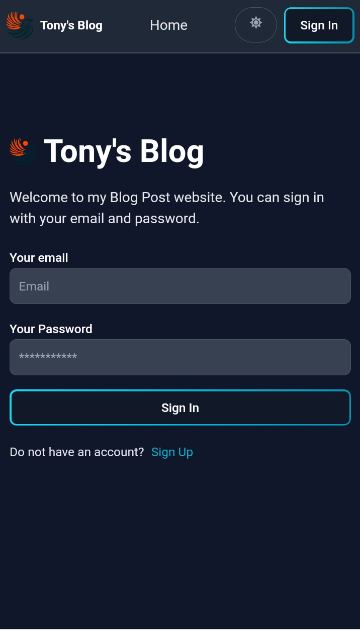 Tony's Blog
Home
Sign In
Tony's Blog
Welcome to my Blog Post website. You can sign in
with your email and password.
Your email
Email
Your Password
***********
Sign In
Do not have an account? Sign Up